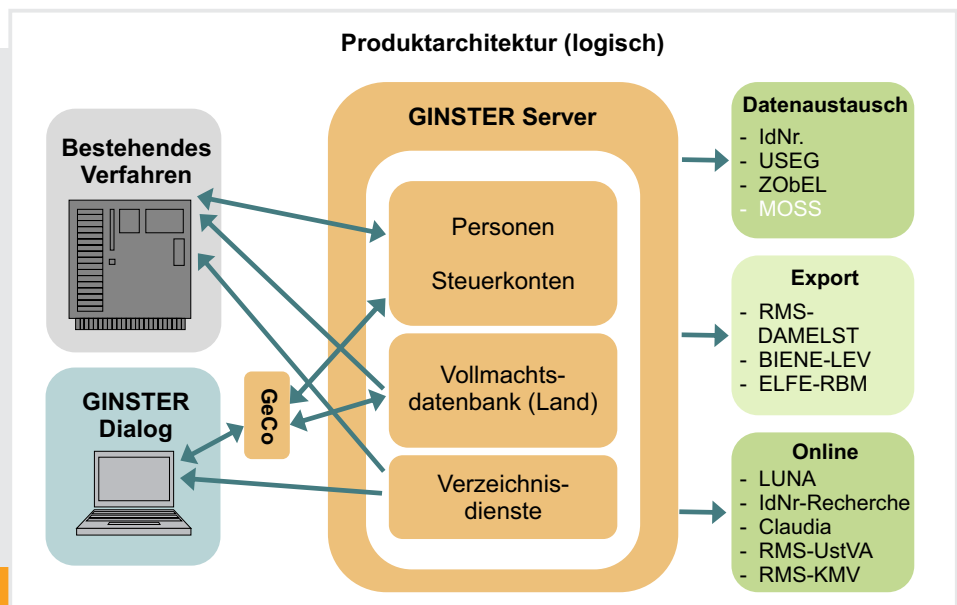 Produktarchitektur (logisch)
Bestehendes
Verfahren
GINSTER
Dialog
GeCo
GINSTER Server
Personen
Steuerkonten
Vollmachts-
datenbank (Land)
Verzeichnis-
dienste
Datenaustausch
- IdNr.
- USEG
- ZObEL
- MOSS
Export
- RMS-
DAMELST
- BIENE-LEV
- ELFE-RBM
Online
- LUNA
- IdNr-Recherche
- Claudia
- RMS-UstVA
- RMS-KMV